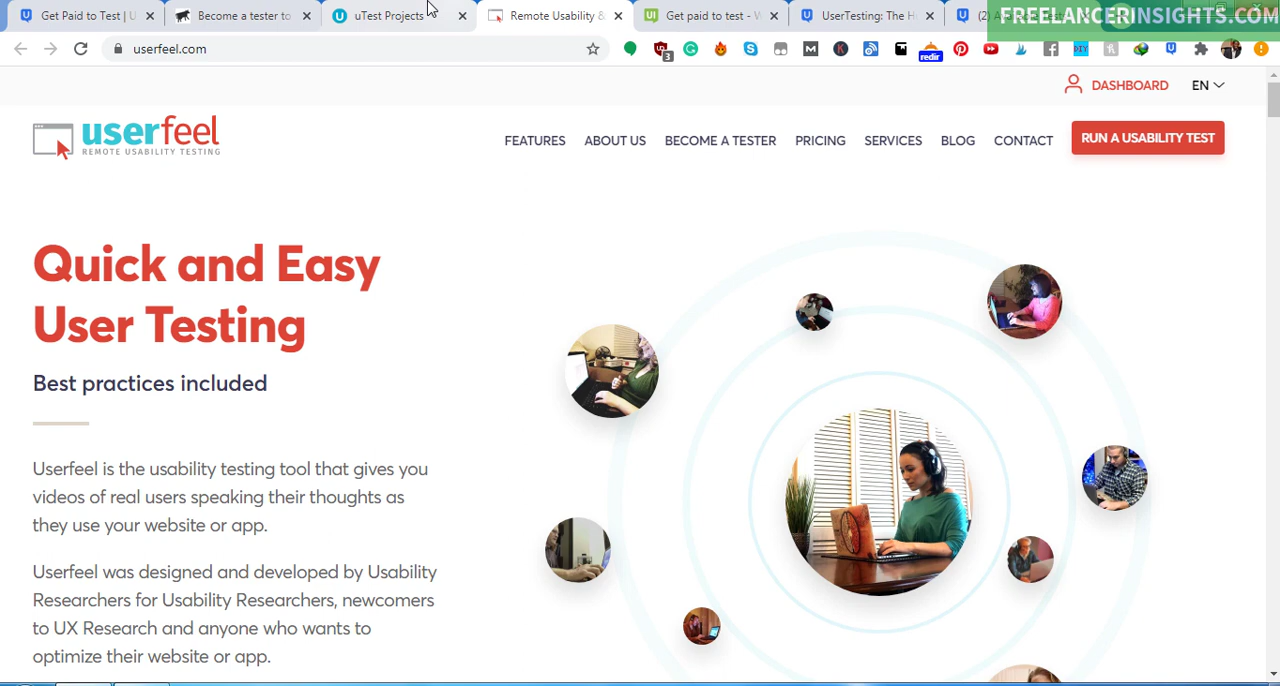 Get Paid to Test | U
Become a tester to
uTest Projects
Remote Usability &
Get paid to test - W
UserTesting: The H
(2)
FREELANCERINSIGHTS.COM
userfeel.com
3
redir
DIY
DASHBOARD
EN
userfeel
REMOTE USABILITY TESTING
FEATURES
ABOUT US
BECOME A TESTER
PRICING
SERVICES
BLOG
CONTACT
RUN A USABILITY TEST
Quick and Easy
User Testing
Best practices included
Userfeel is the usability testing tool that gives you
videos of real users speaking their thoughts as
they use your website or app.
Userfeel was designed and developed by Usability
Researchers for Usability Researchers, newcomers
to UX Research and anyone who wants to
optimize their website or app.